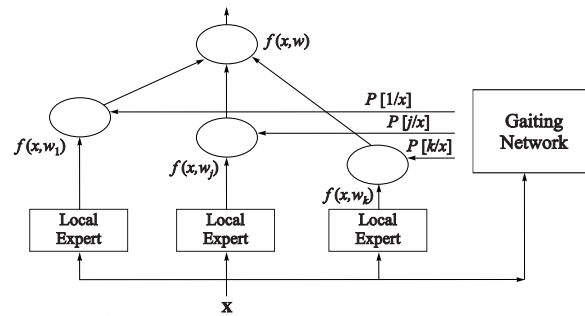 f(x,w)
P [1/x]
P [j/x]
P [k/x]
Gaiting
Network
f(x,w1)
f(x,wj)
f(x,wk)
Local
Expert
Local
Expert
Local
Expert
X